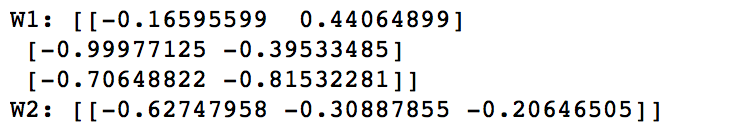 W1: [[-0.16595599  0.44064899]
 [-0.99977125 -0.39533485]
 [-0.70648822 -0.81532281]]
W2: [[-0.62747958 -0.30887855 -0.20646505]]